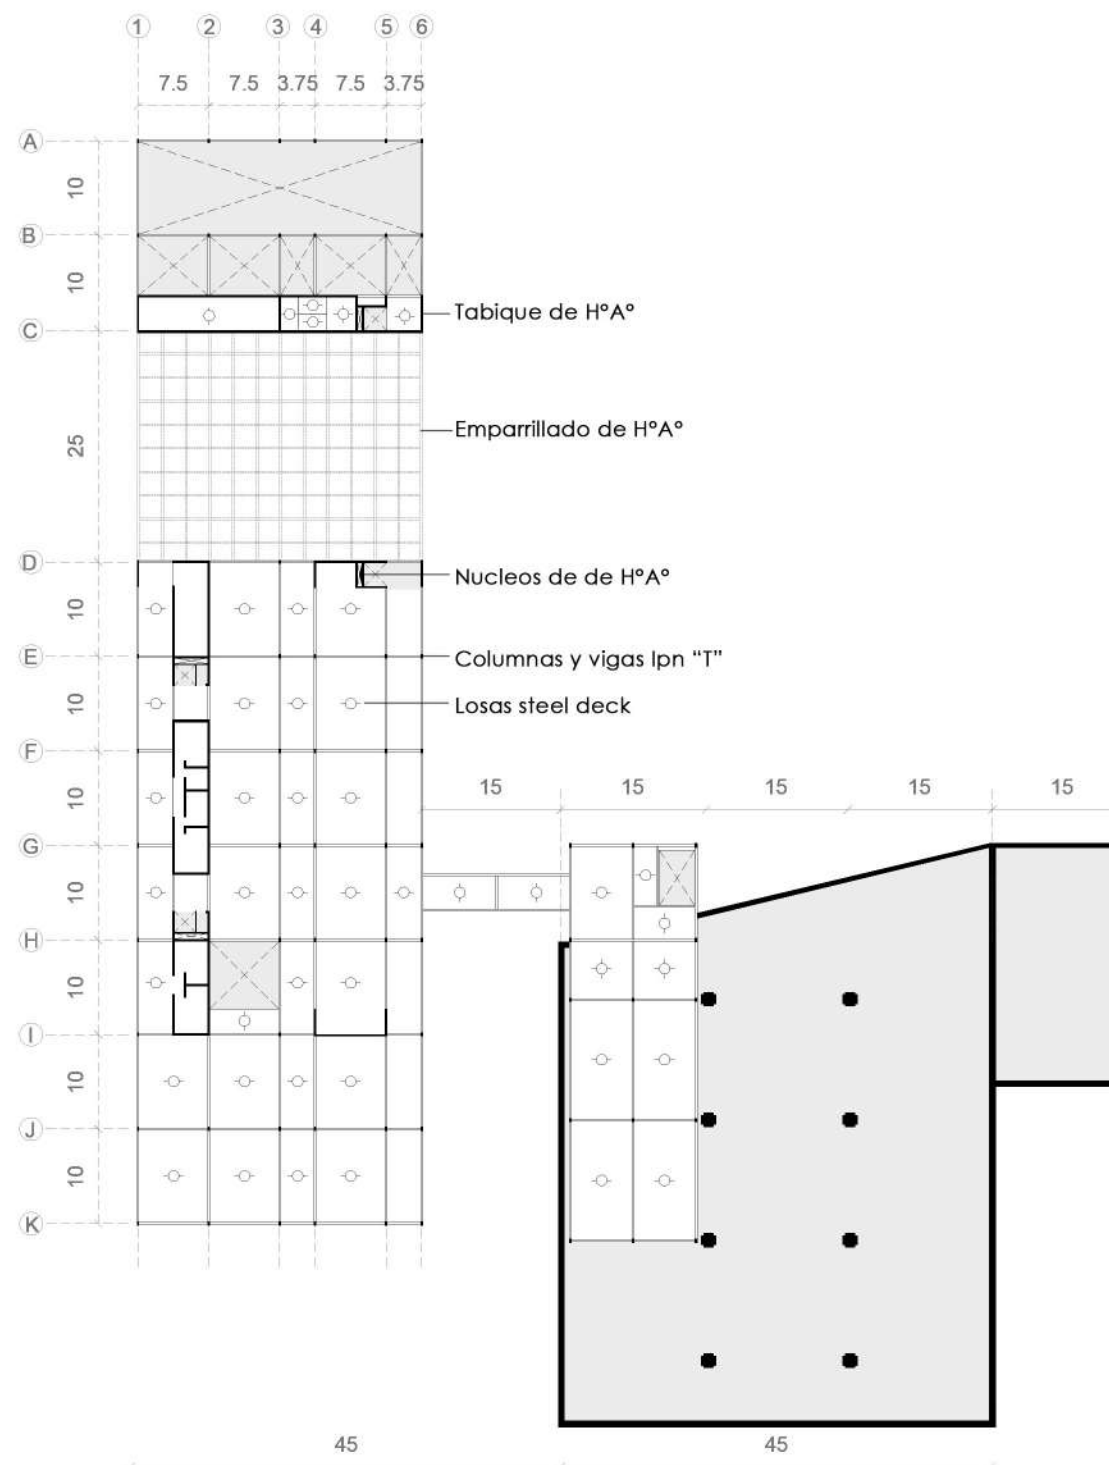 1 2 3 4 5 6
7.5 7.5 3.75 7.5 3.75
A
10
B
10
C
Tabique de H°A°
25
Emparrillado de H°A°
D
Nucleos de de H°A°
10
E
Columnas y vigas Ipn “T”
10
Losas steel deck
F
10
15 15 15 15 15
G
10
H
10
I
10
J
10
K
45 45